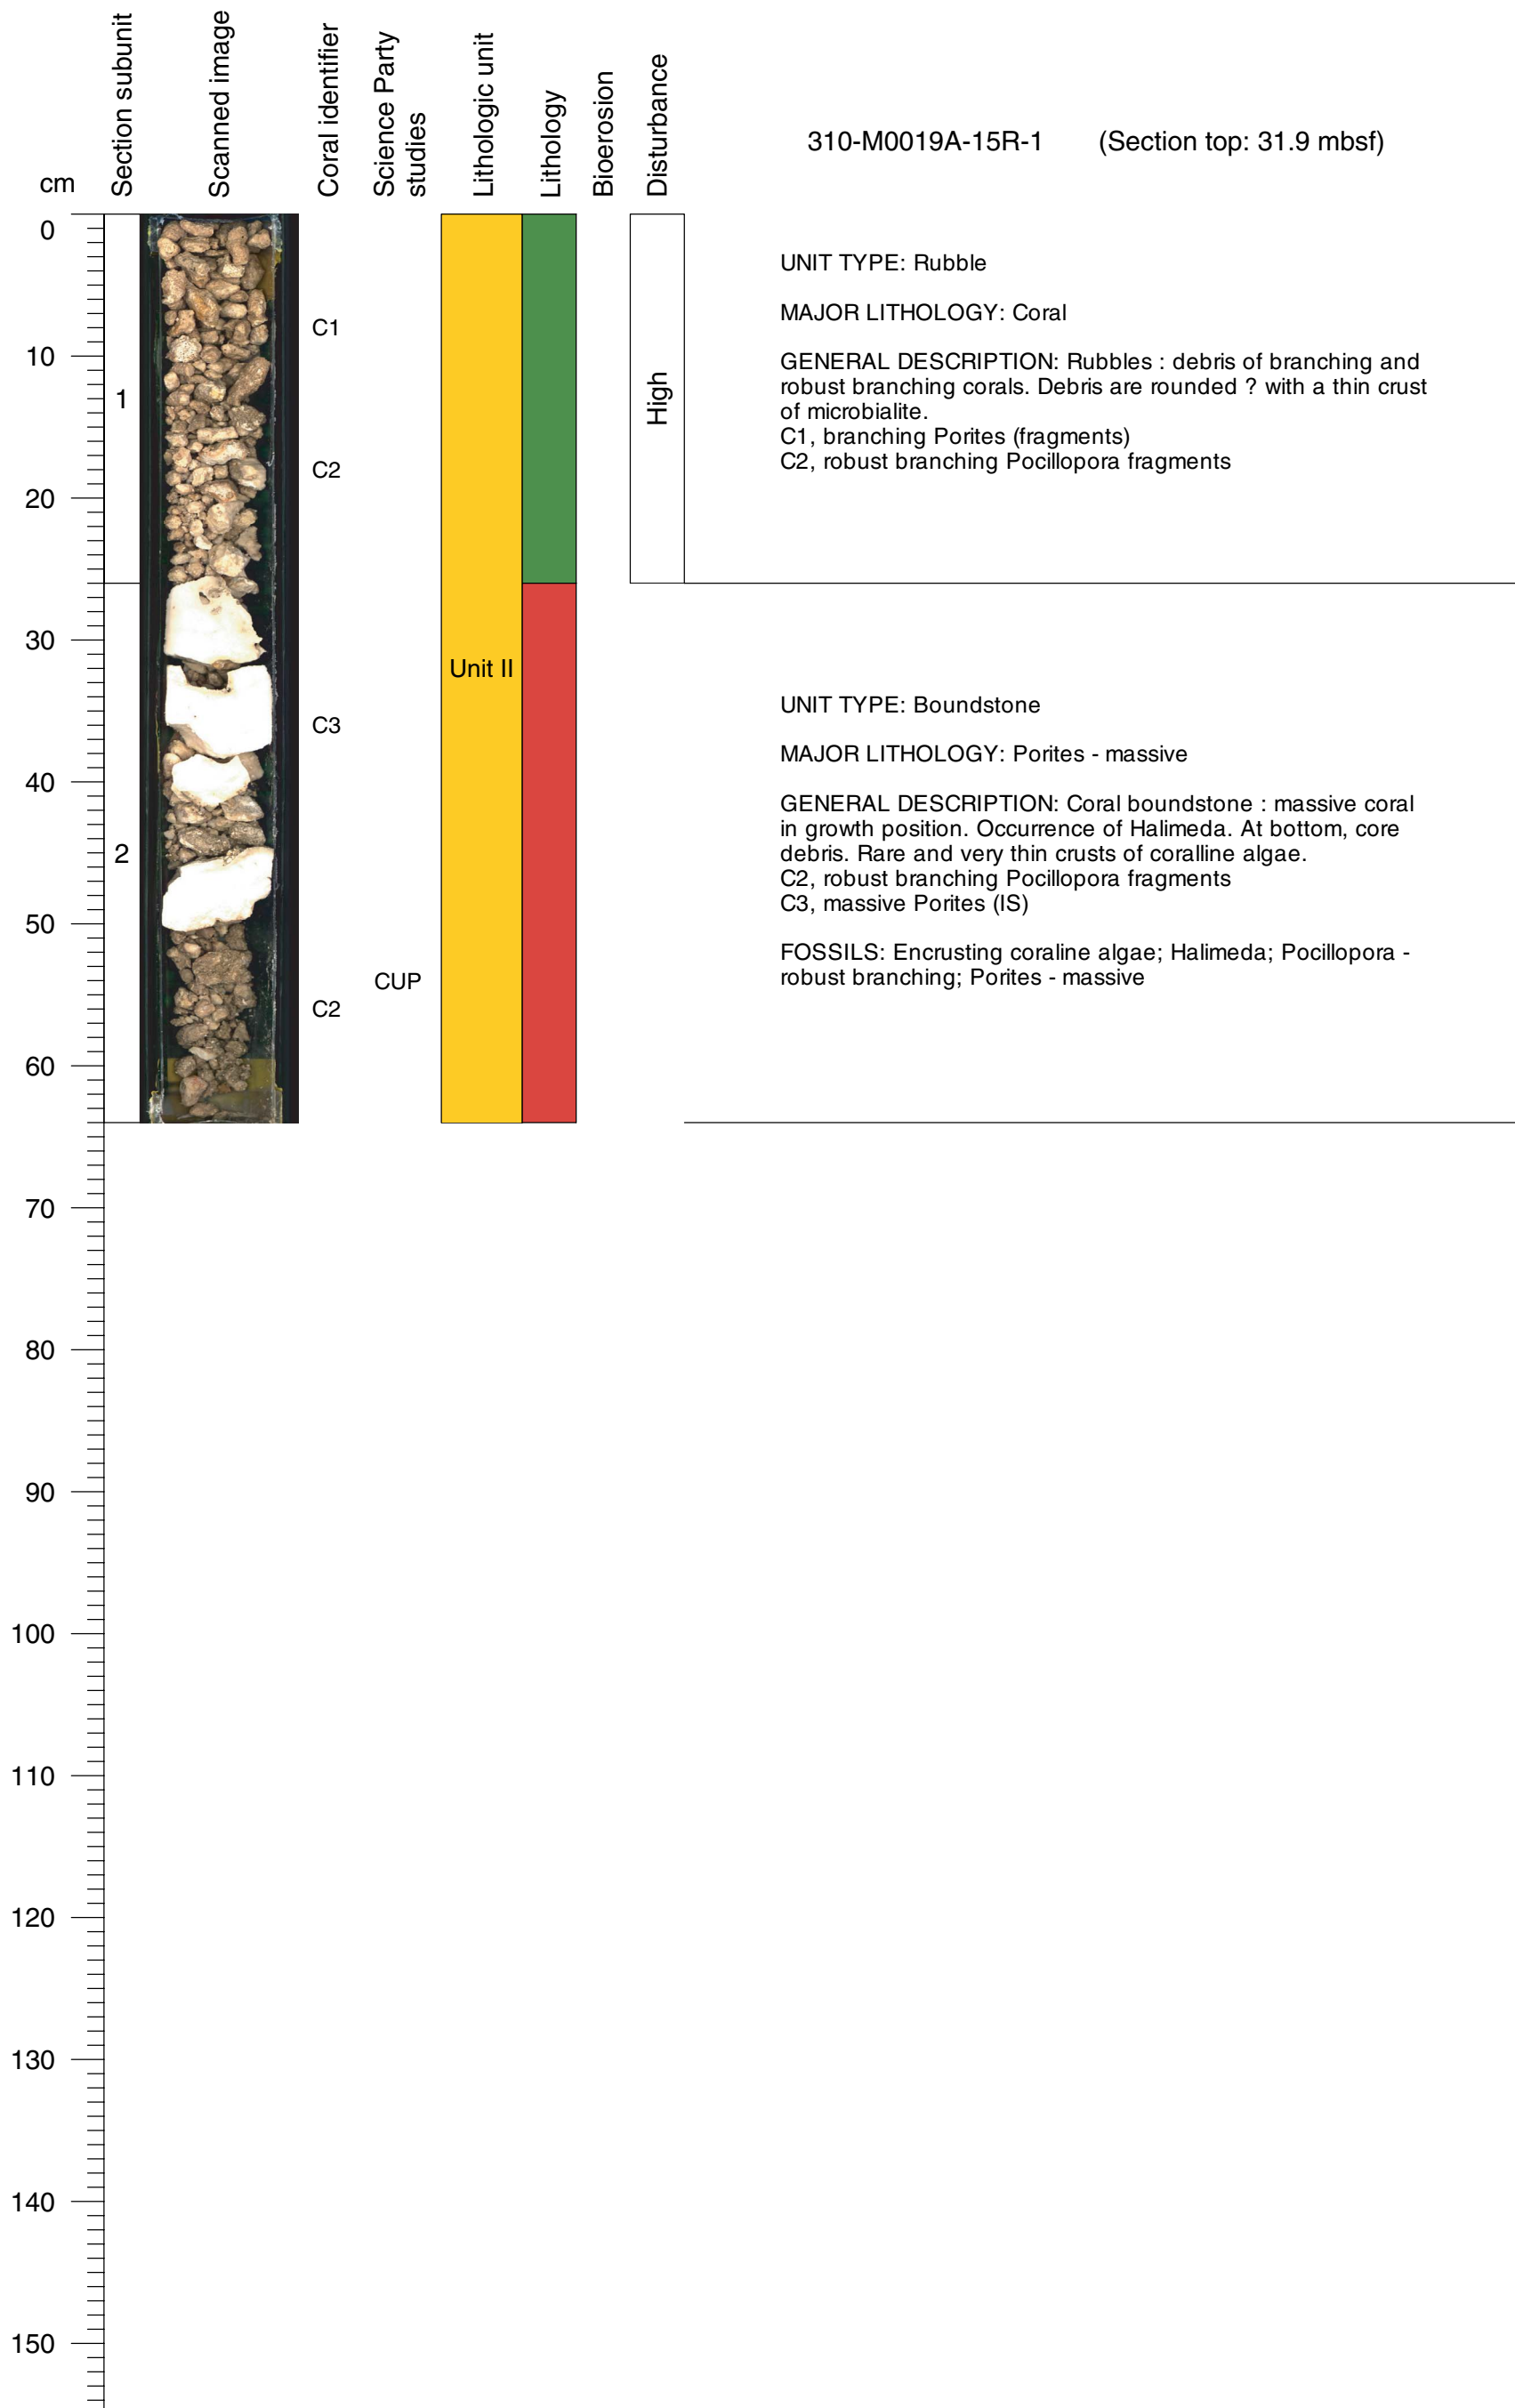 Section subunit
Scanned image
Coral identifier
Science Party
studies
Lithologic unit
Lithology
Bioerosion
Disturbance
310-M0019A-15R-1 (Section top: 31.9 mbsf)
cm
0
10
20
30
40
50
60
70
80
90
100
110
120
130
140
150
1
2
C1
C2
C3
C2
CUP
Unit II
High
UNIT TYPE: Rubble
MAJOR LITHOLOGY: Coral
GENERAL DESCRIPTION: Rubbles : debris of branching and
robust branching corals. Debris are rounded ? with a thin crust
of microbialite.
C1, branching Porites (fragments)
C2, robust branching Pocillopora fragments
UNIT TYPE: Boundstone
MAJOR LITHOLOGY: Porites - massive
GENERAL DESCRIPTION: Coral boundstone : massive coral
in growth position. Occurrence of Halimeda. At bottom, core
debris. Rare and very thin crusts of coralline algae.
C2, robust branching Pocillopora fragments
C3, massive Porites (IS)
FOSSILS: Encrusting coraline algae; Halimeda; Pocillopora -
robust branching; Porites - massive